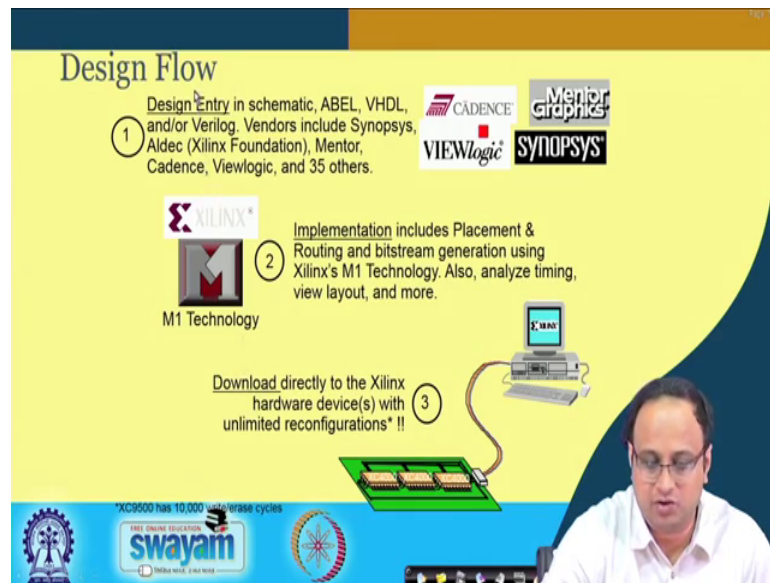 Design Flow
1
Design Entry in schematic, ABEL, VHDL,
and/or Verilog. Vendors include Synopsys,
Aldec (Xilinx Foundation), Mentor,
Cadence, Viewlogic, and 35 others.
CADENCE
Mentor
Graphics
VIEWlogic
SYNOPSYS
XILINX
M1 Technology
2
Implementation includes Placement &
Routing and bitstream generation using
Xilinx's M1 Technology. Also, analyze timing,
view layout, and more.
XILINX
Download directly to the Xilinx
hardware device(s) with
unlimited reconfigurations* !!
3
*XC9500 has 10,000 write/erase cycles
FREE ONLINE EDUCATION
swayam